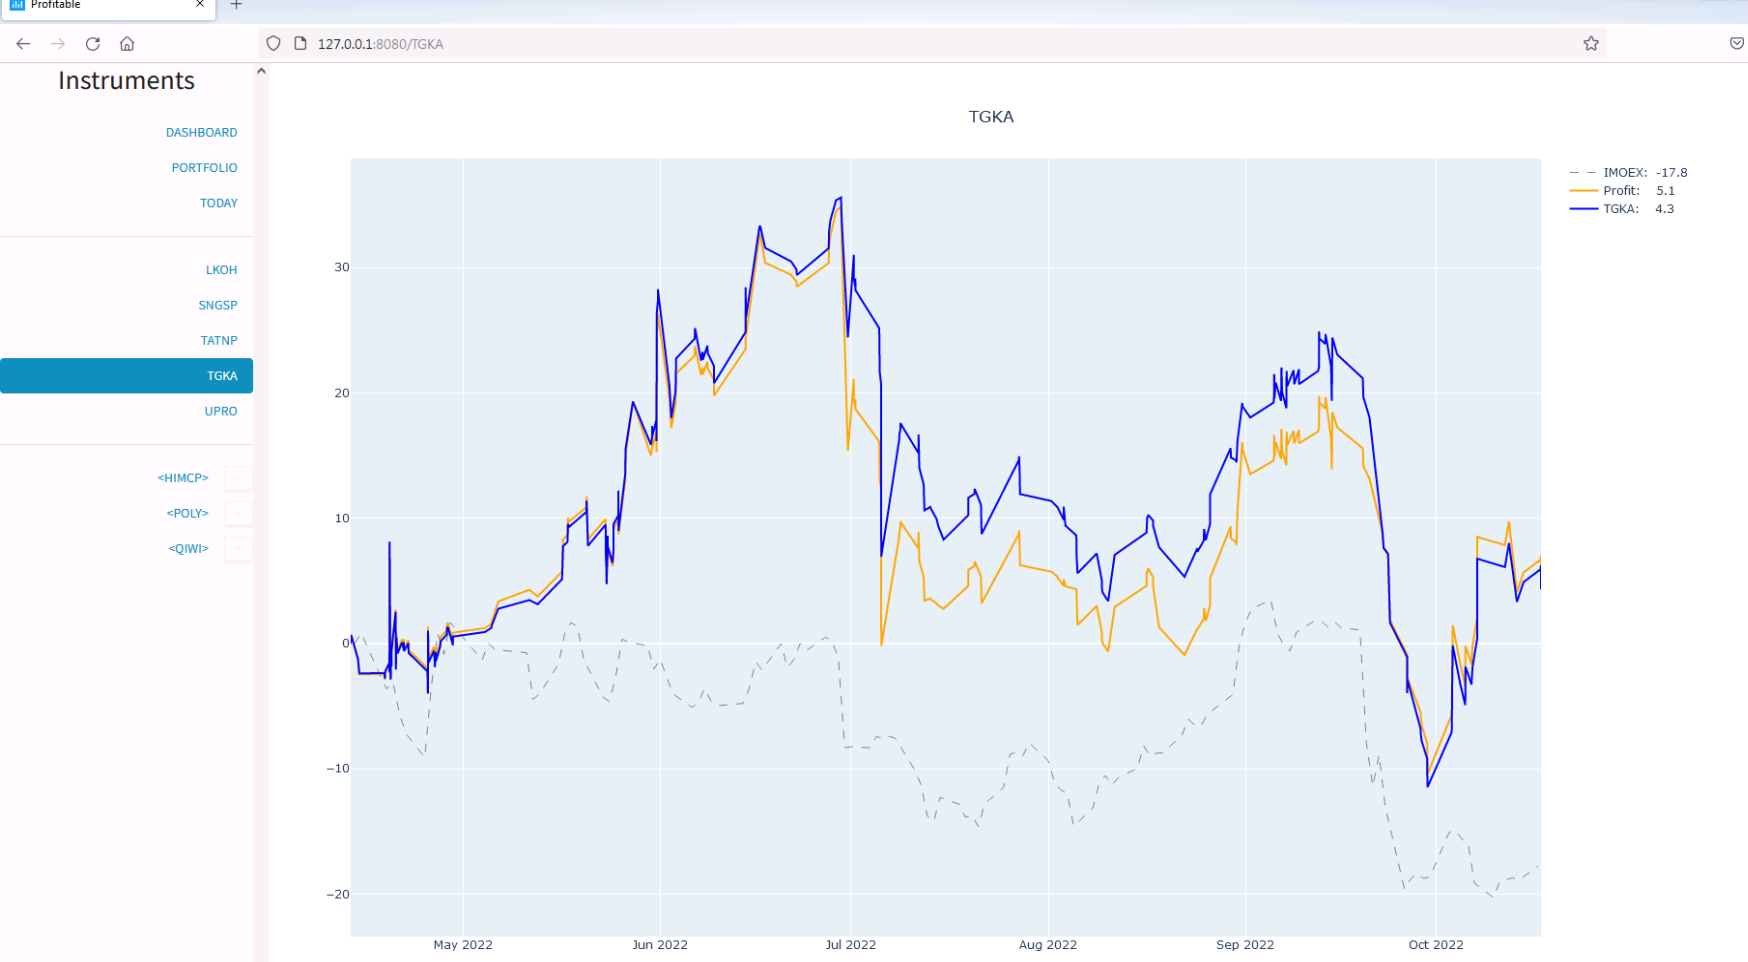 Profitable
127.0.0.1:8080/TGKA
Instruments
DASHBOARD
PORTFOLIO
TODAY
LKOH
SNGSP
TATNP
TGKA
UPRO
<HIMCP>
<POLY>
<QIWI>
TGKA
IMOEX: -17.8
Profit: 5.1
TGKA: 4.3
30
20
10
0
−10
−20
May 2022
Jun 2022
Jul 2022
Aug 2022
Sep 2022
Oct 2022